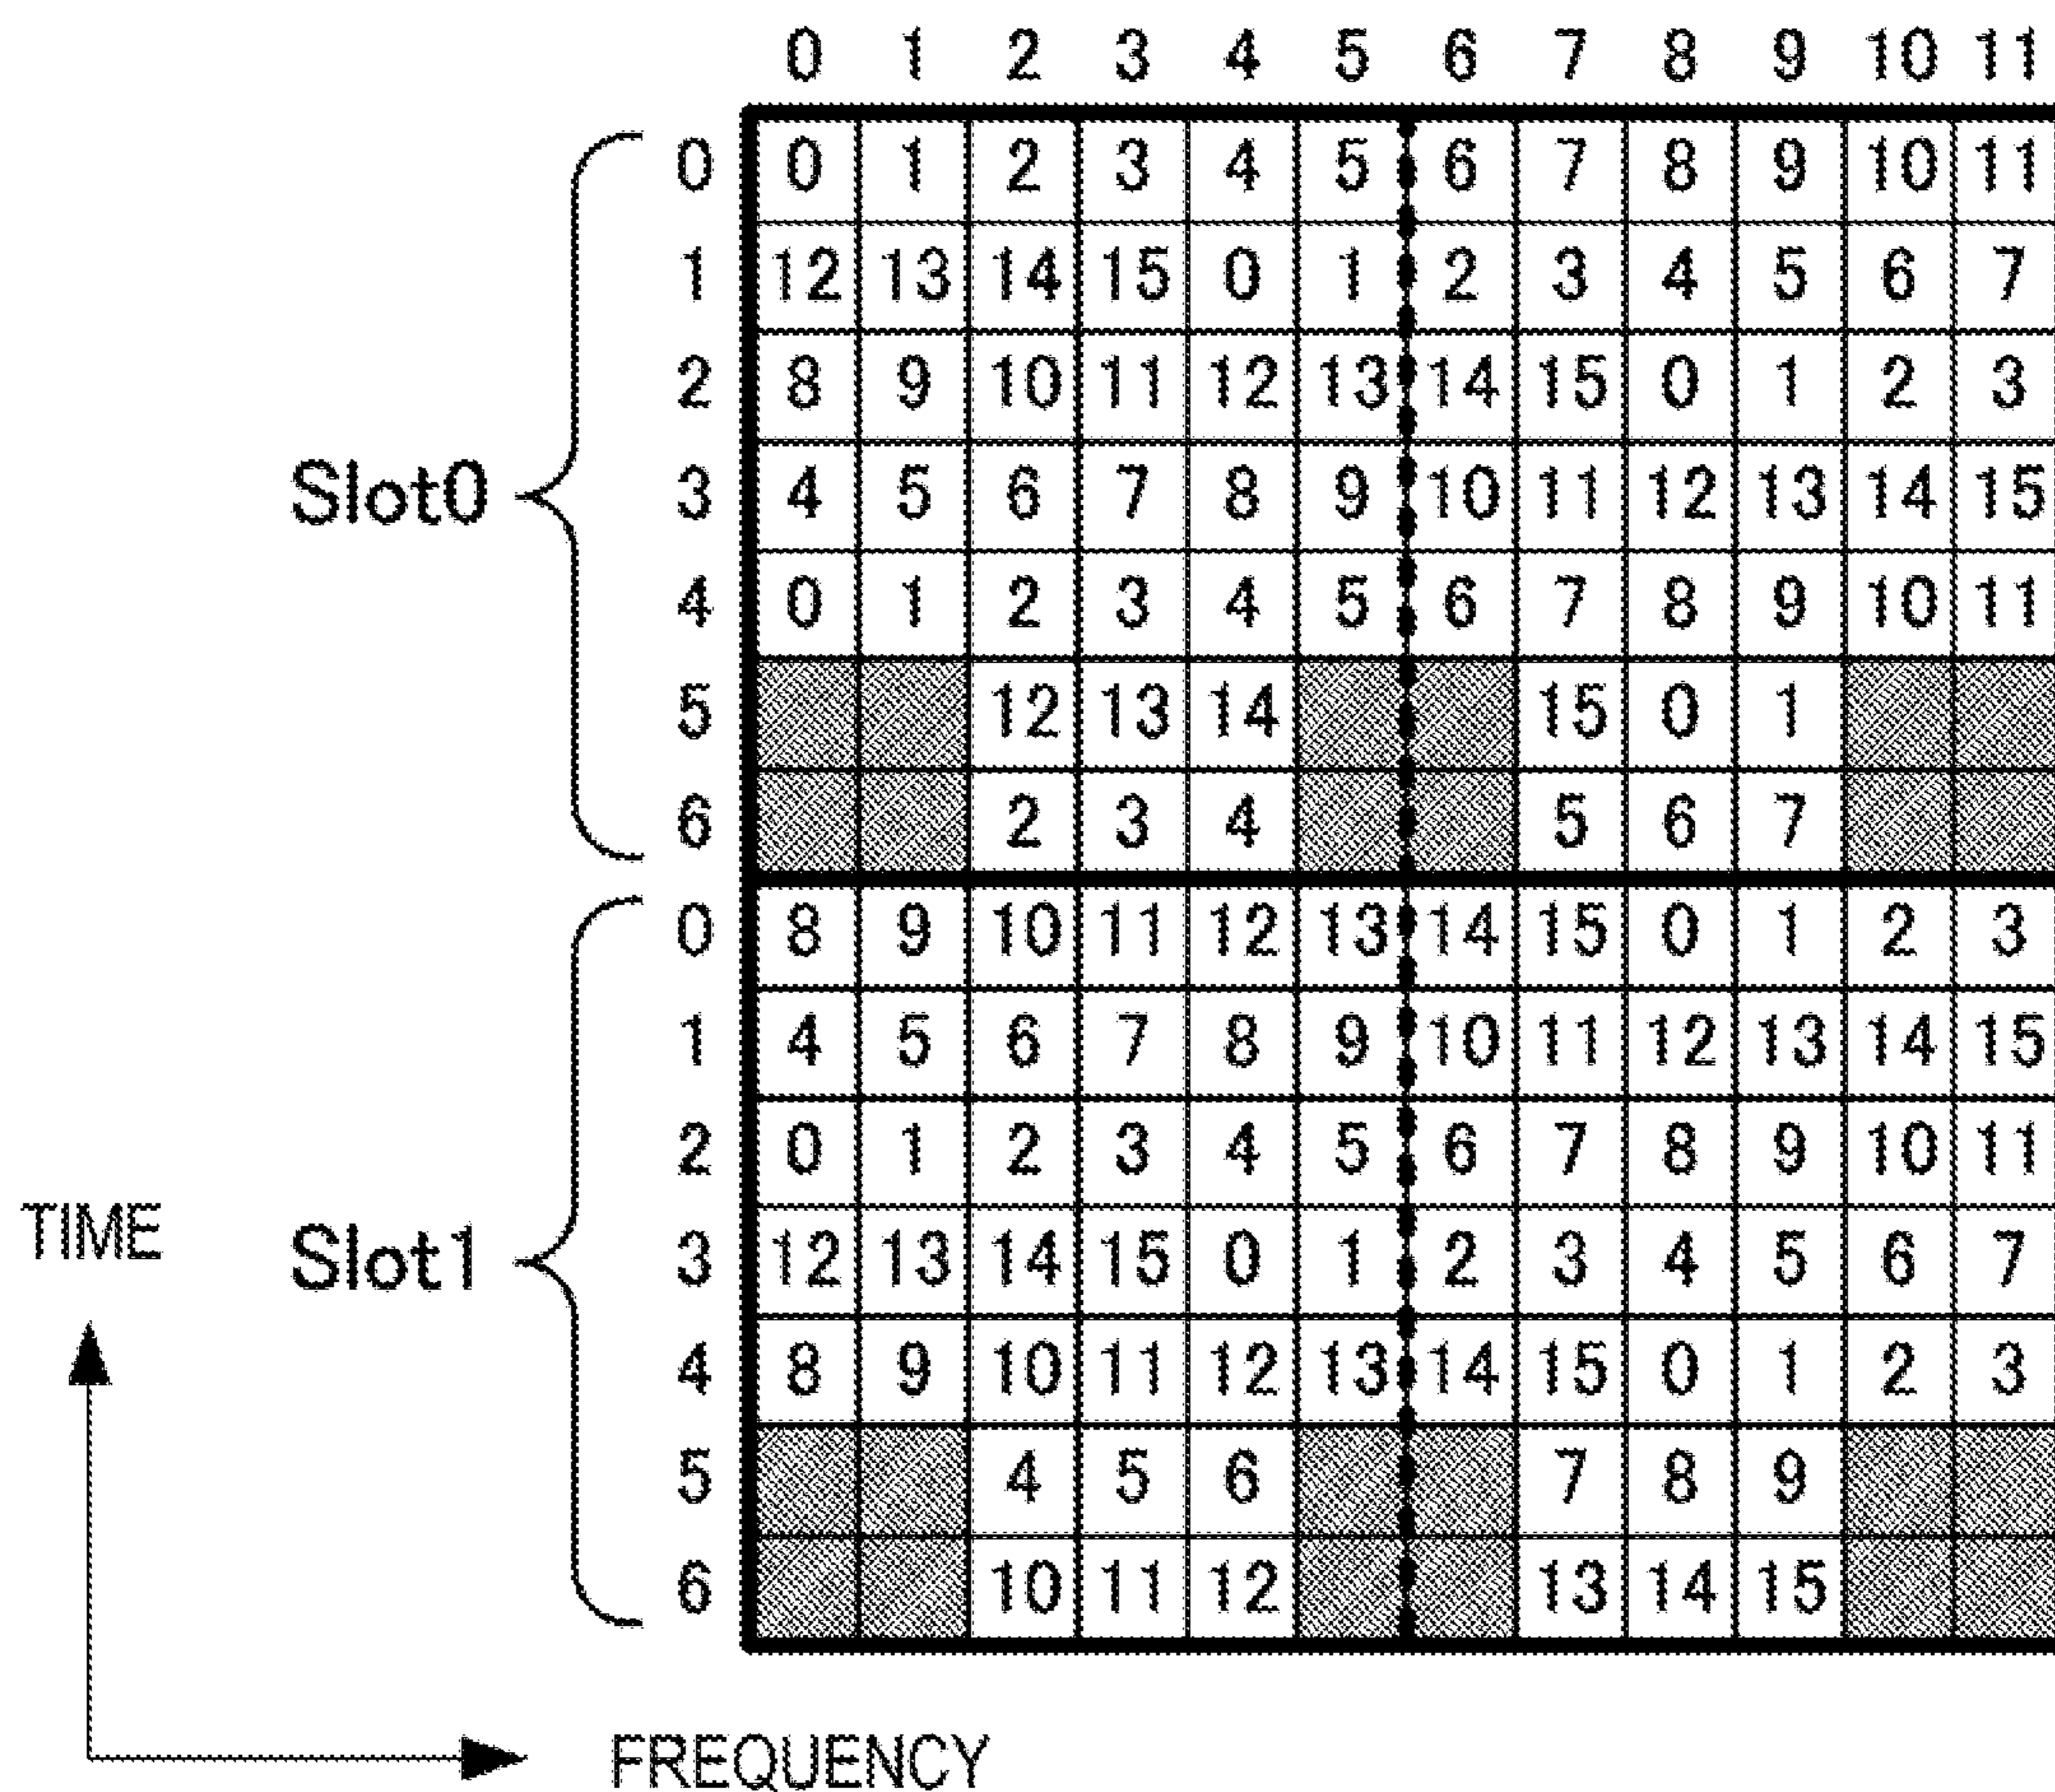 0 1 2 3 4 5 6 7 8 9 10 11
0 0 1 2 3 4 5 6 7 8 9 10 11
1 12 13 14 15 0 1 2 3 4 5 6 7
2 8 9 10 11 12 13 14 15 0 1 2 3
Slot0 3 4 5 6 7 8 9 10 11 12 13 14 15
4 0 1 2 3 4 5 6 7 8 9 10 11
5 12 13 14 15 0 1
6 2 3 4 5 6 7
0 8 9 10 11 12 13 14 15 0 1 2 3
1 4 5 6 7 8 9 10 11 12 13 14 15
2 0 1 2 3 4 5 6 7 8 9 10 11
TIME Slot1 3 12 13 14 15 0 1 2 3 4 5 6 7
4 8 9 10 11 12 13 14 15 0 1 2 3
5 4 5 6 7 8 9
6 10 11 12 13 14 15
FREQUENCY